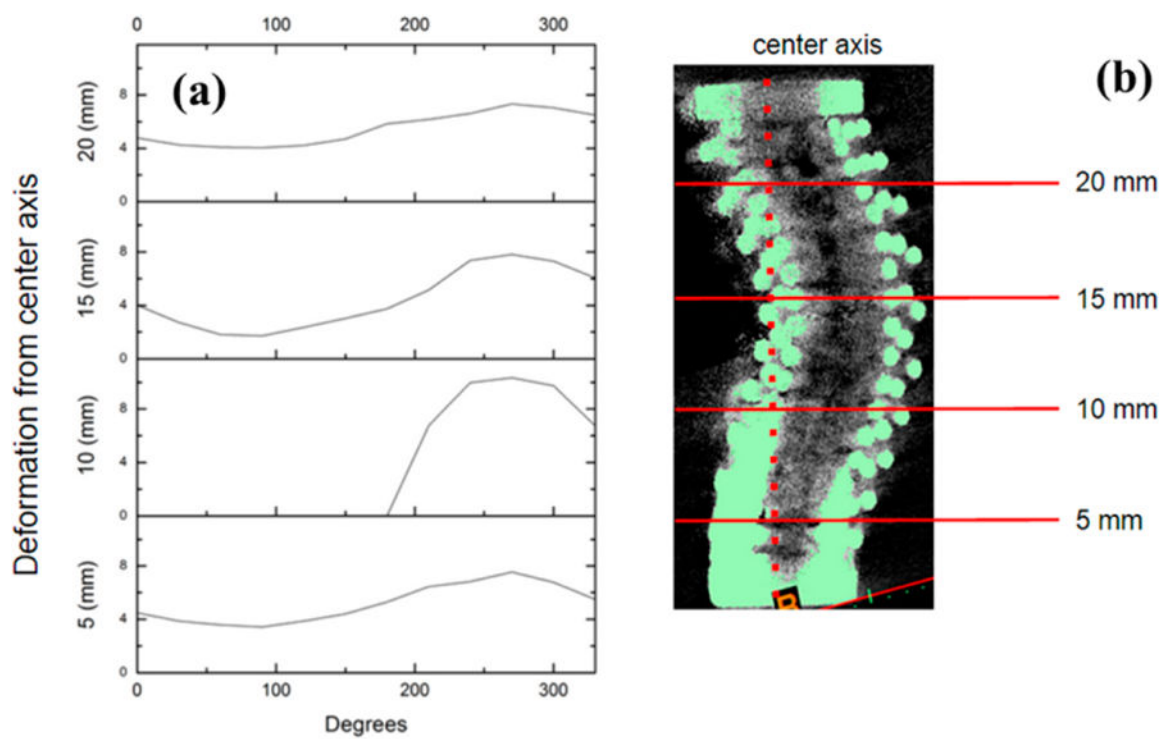 0 100 200 300
(a)
Deformation from center axis
20 (mm)
8
4
0
15 (mm)
8
4
0
10 (mm)
8
4
0
5 (mm)
8
4
0
0 100 200 300
Degrees
center axis
(b)
20 mm
15 mm
10 mm
5 mm
B